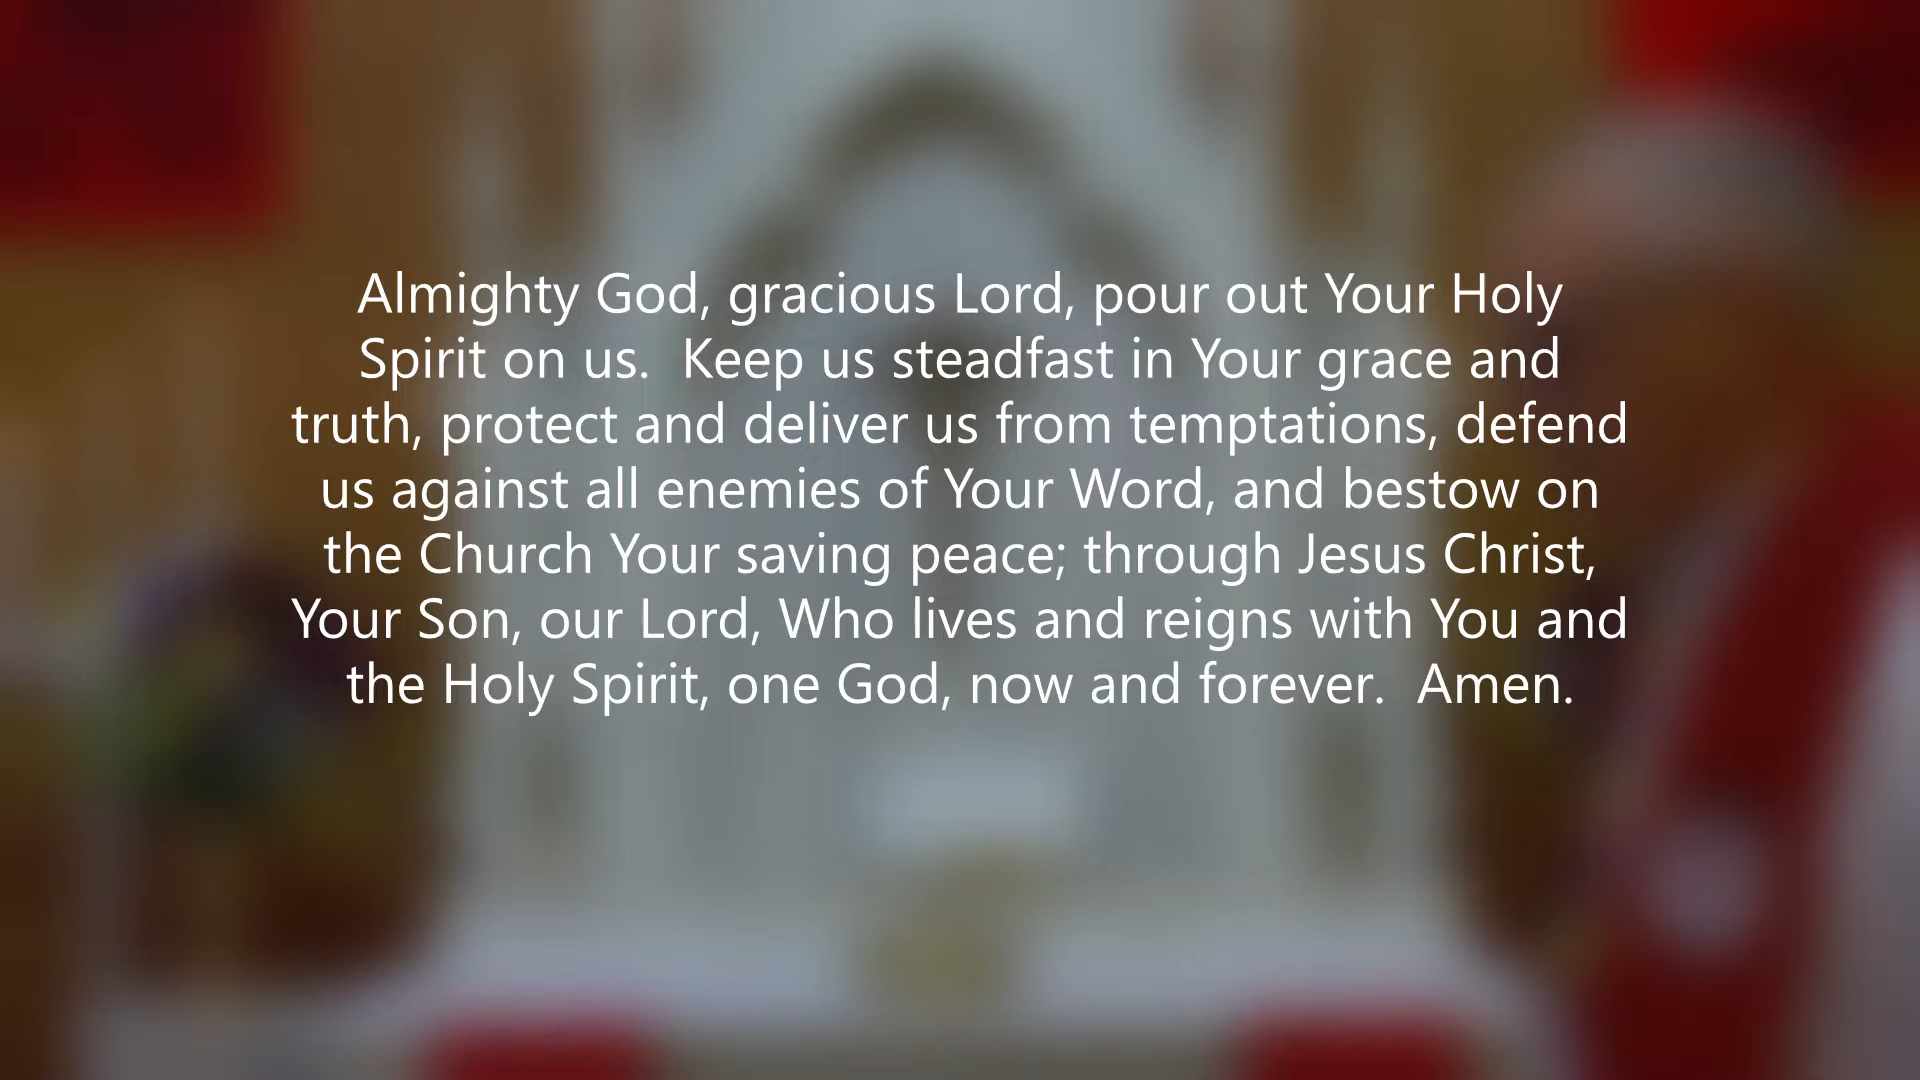 Almighty God, gracious Lord, pour out Your Holy
Spirit on us.  Keep us steadfast in Your grace and
truth, protect and deliver us from temptations, defend
us against all enemies of Your Word, and bestow on
the Church Your saving peace; through Jesus Christ,
Your Son, our Lord, Who lives and reigns with You and
the Holy Spirit, one God, now and forever.  Amen.